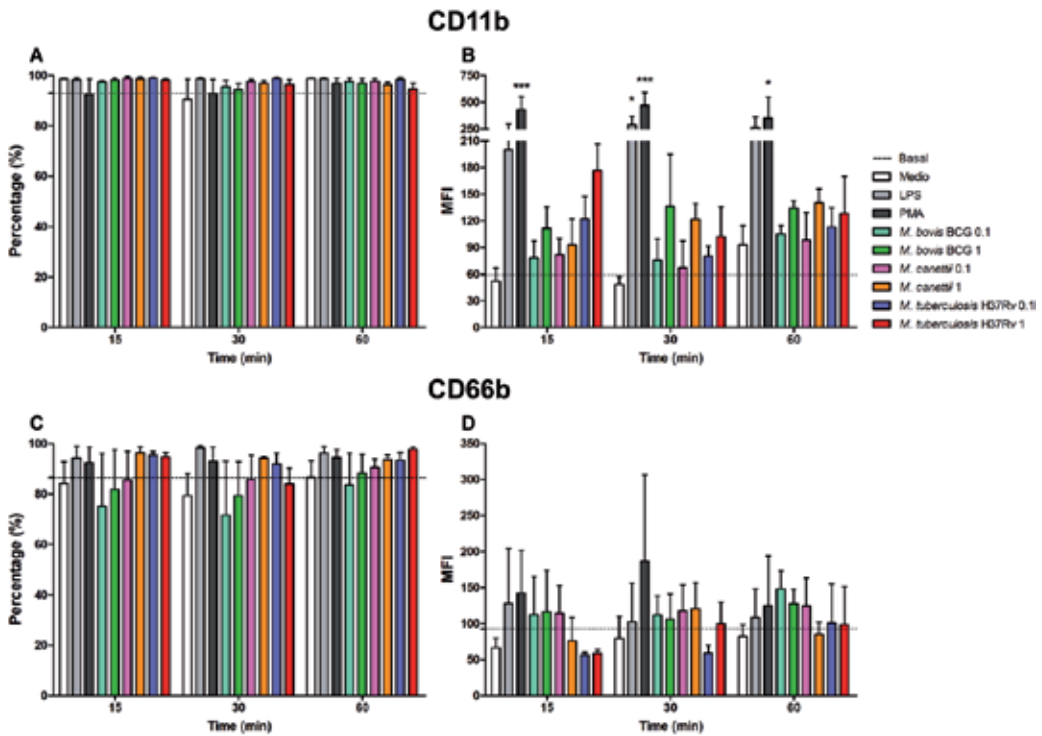 CD11b
A
B
100
80
60
40
20
0
Percentage (%)
15
30
60
Time (min)
750
500
250
210
180
150
120
90
60
30
0
MFI
***
*
***
*
15
30
60
Time (min)
Basal
Medio
LPS
PMA
M. bovis BCG 0.1
M. bovis BCG 1
M. canettii 0.1
M. canettii 1
M. tuberculosis H37Rv 0.1
M. tuberculosis H37Rv 1
CD66b
C
D
100
80
60
40
20
0
Percentage (%)
15
30
60
Time (min)
350
300
250
200
150
100
50
0
MFI
15
30
60
Time (min)